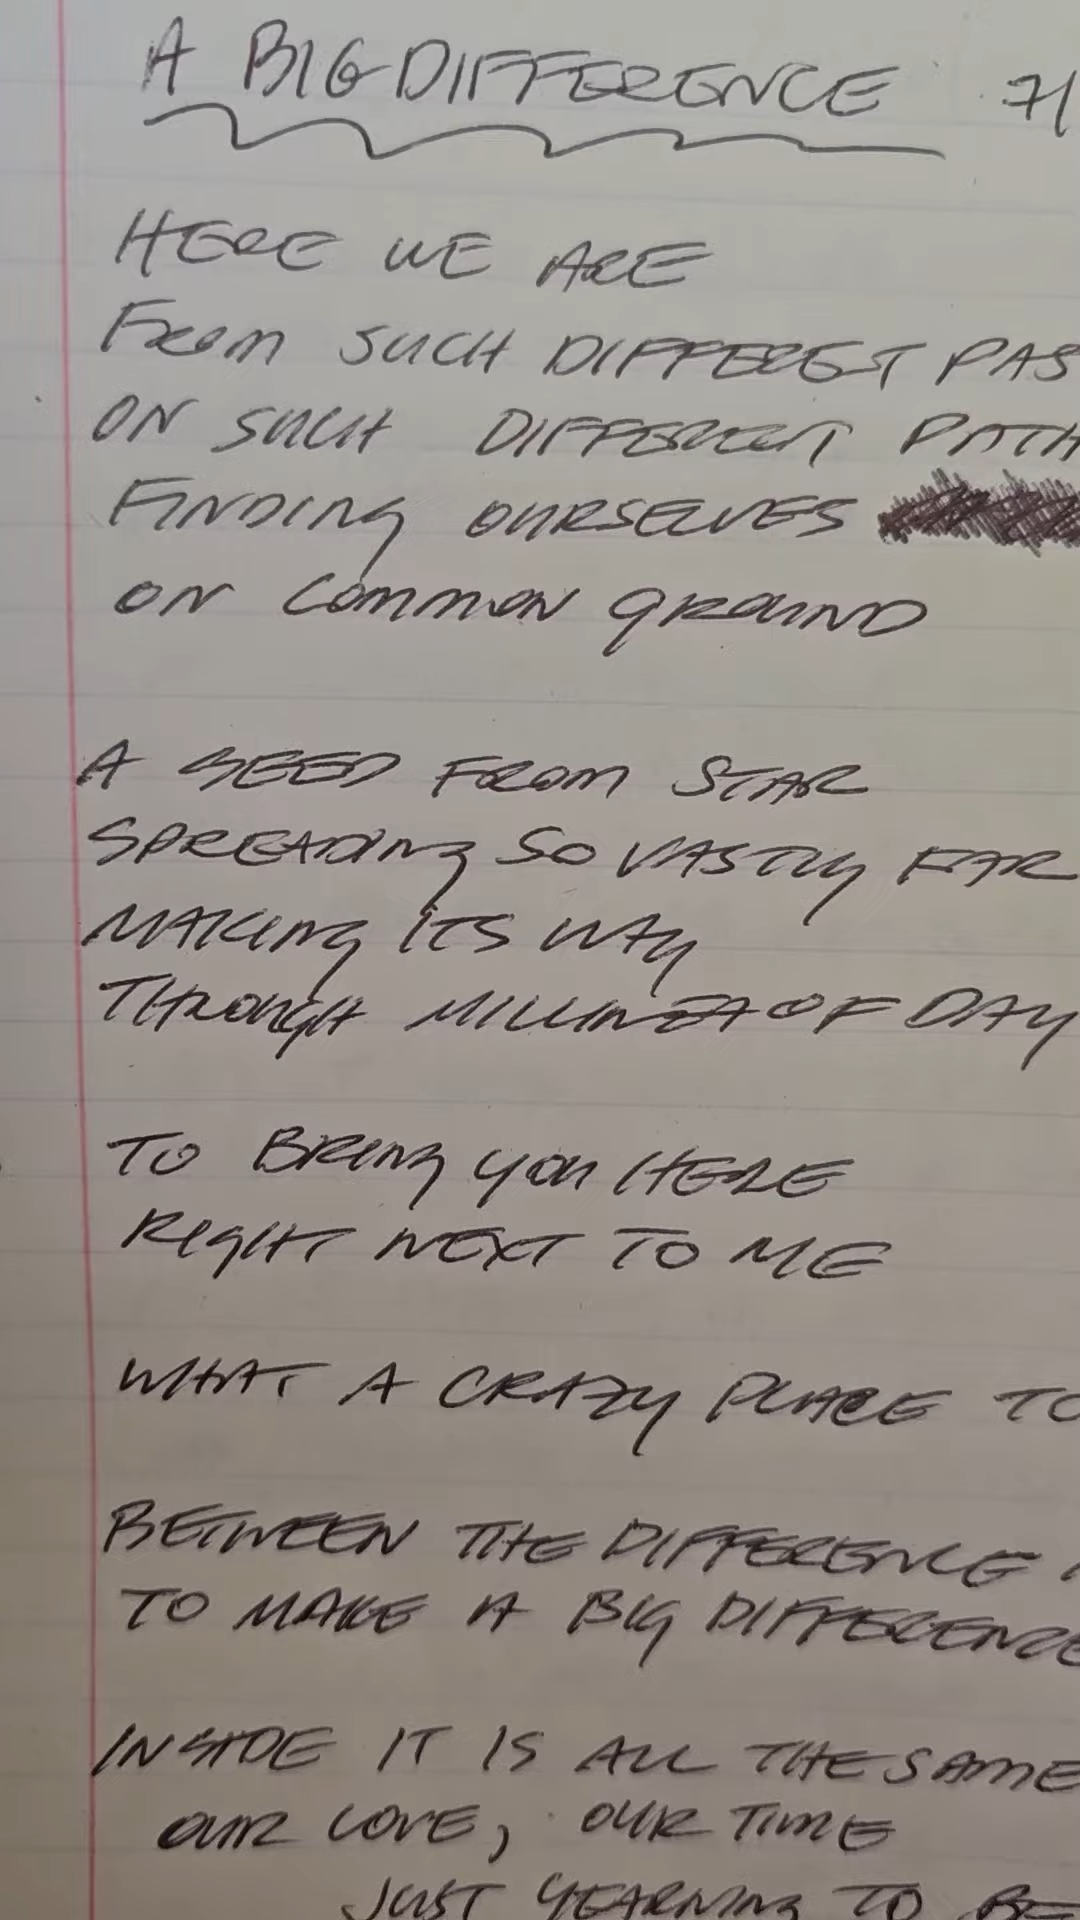 A BIG DIFFERENCE 7/
HERE WE ARE
FROM SUCH DIFFEREST PAS
ON SUCH DIFFERENT PATH
FINDING OURSELVES
ON COMMON GROUND
A SEED FROM STAR
SPREADING SO VASTLY FAR
MAKING ITS WAY
THROUGH OF DAY
TO BRING YOU HERE
RIGHT NEXT TO ME
WHAT A CRAZY PLACE TO
BETWEEN THE DIFFERENCE
TO MAKE A BIG DIFFERENCE
INSIDE IT IS ALL THE SAME
OUR LOVE, OUR TIME
JUST YEARNING TO BE